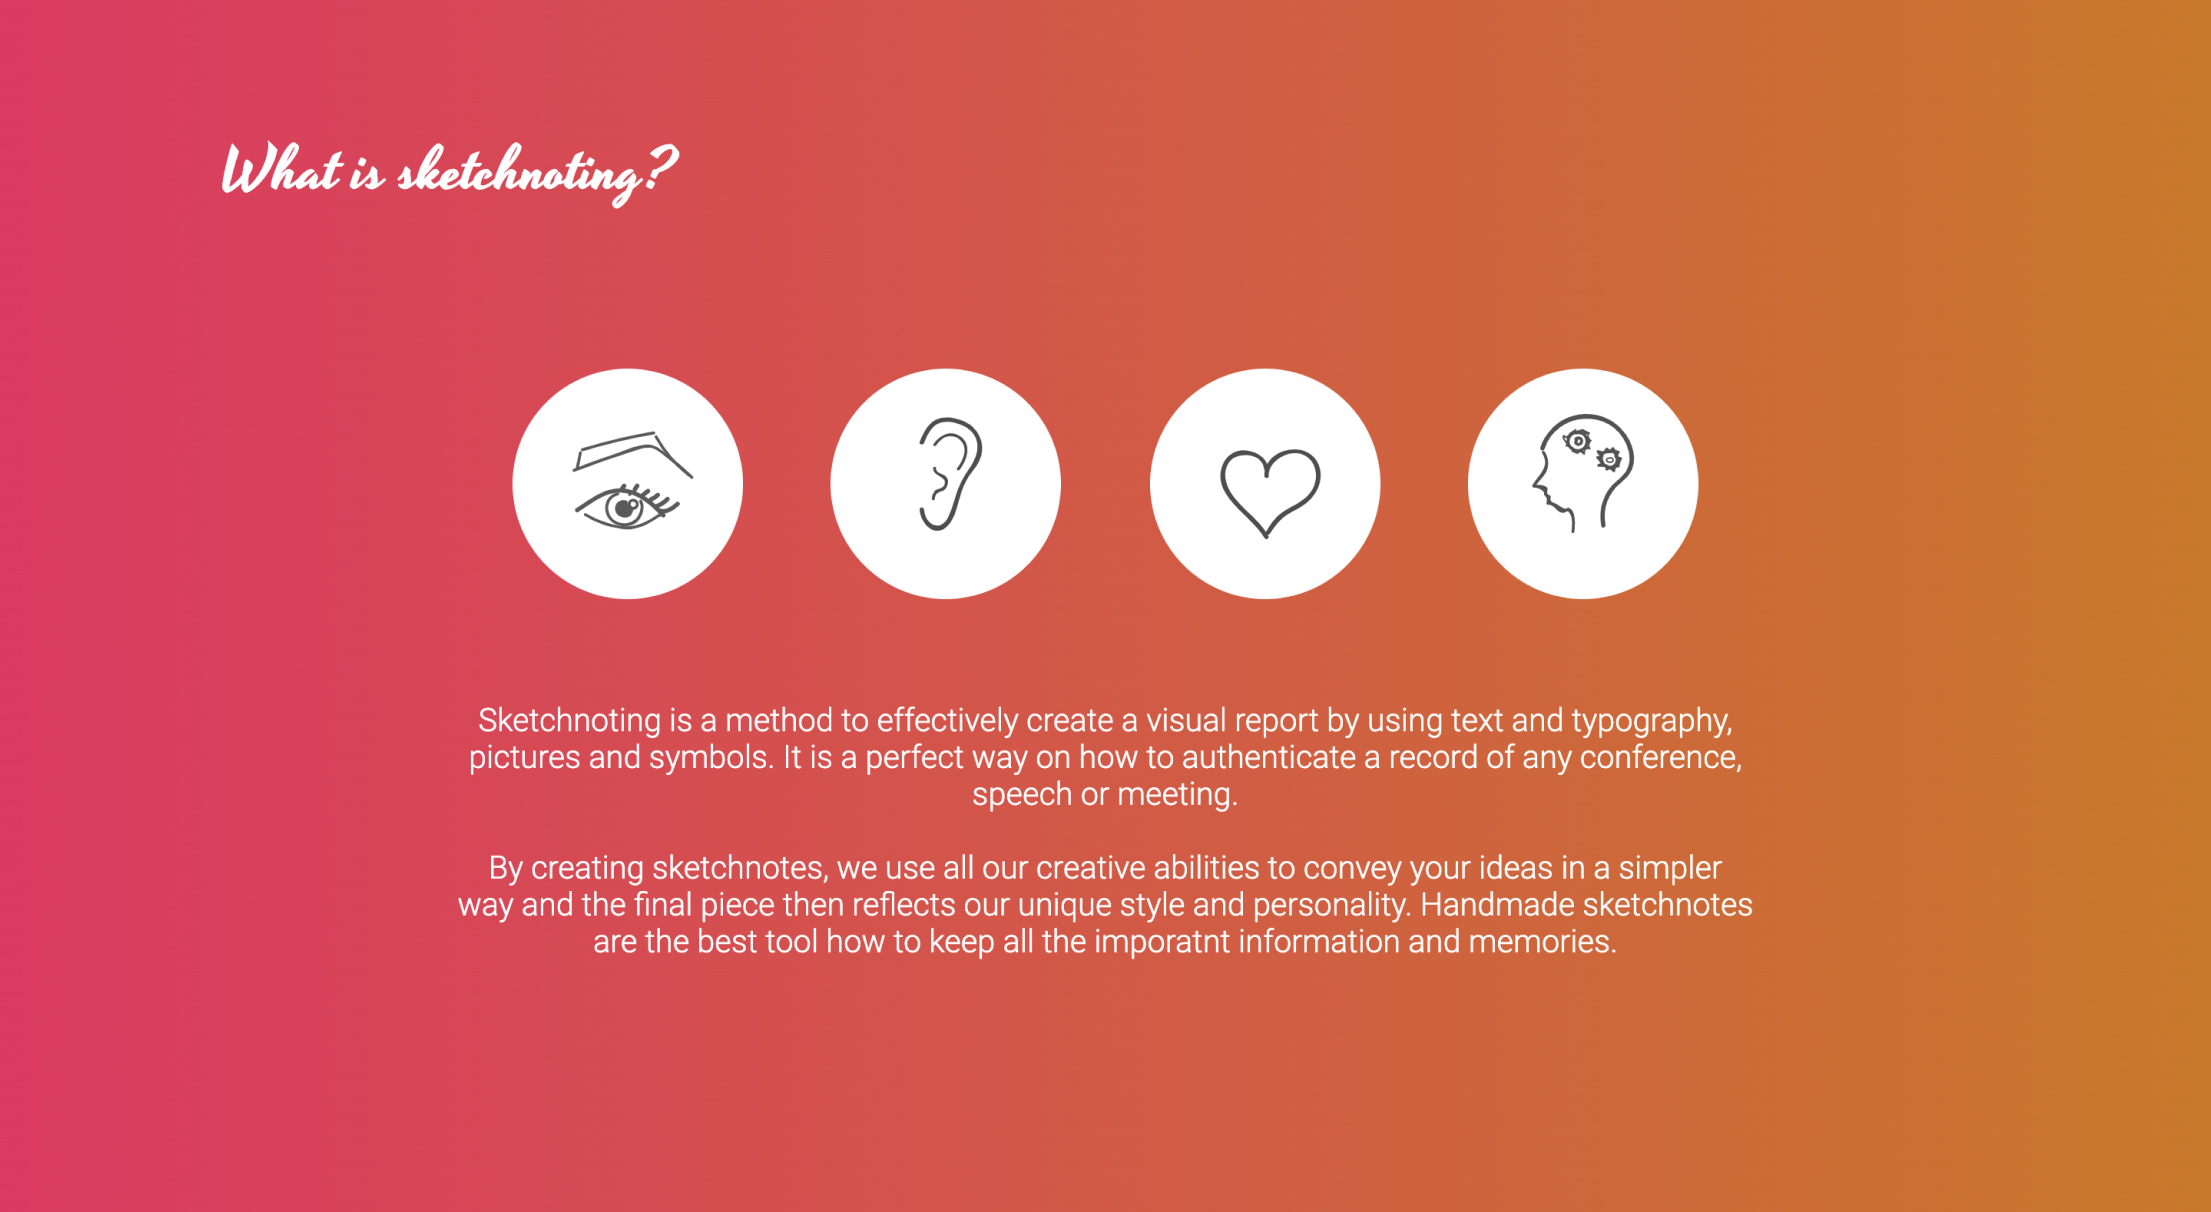 What is sketchnoting?
Sketchnoting is a method to effectively create a visual report by using text and typography,
pictures and symbols. It is a perfect way on how to authenticate a record of any conference,
speech or meeting.
By creating sketchnotes, we use all our creative abilities to convey your ideas in a simpler
way and the final piece then reflects our unique style and personality. Handmade sketchnotes
are the best tool how to keep all the imporatnt information and memories.